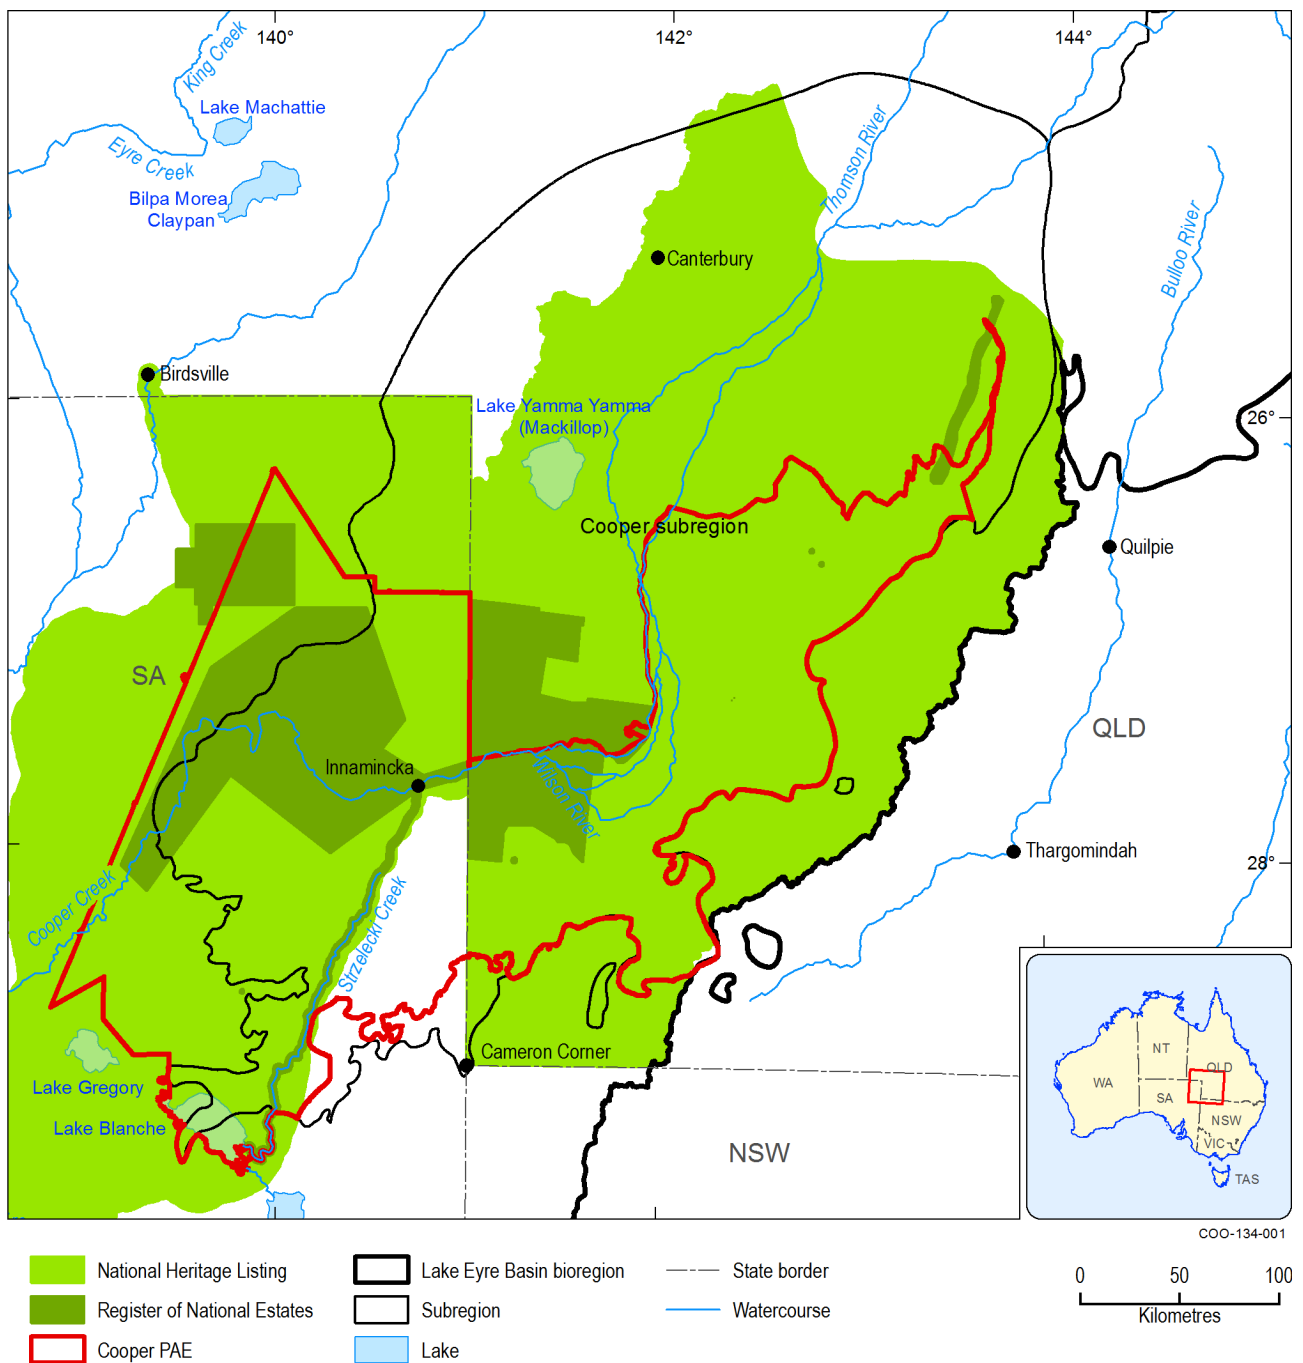 140°
142°
144°
King Creek
Lake Machattie
Eyre Creek
Bilpa Morea
Claypan
Thomson River
Bulloo River
Canterbury
Birdsville
Lake Yamma Yamma
(Mackillop)
26°
Cooper subregion
Quilpie
SA
QLD
Innamincka
Wilson River
Thargomindah
28°
Cooper Creek
Strzelecki Creek
Cameron Corner
Lake Gregory
Lake Blanche
NSW
NT
QLD
WA
SA
NSW
VIC
TAS
COO-134-001
National Heritage Listing
Lake Eyre Basin bioregion
State border
0 50 100
Register of National Estates
Subregion
Watercourse
Kilometres
Cooper PAE
Lake